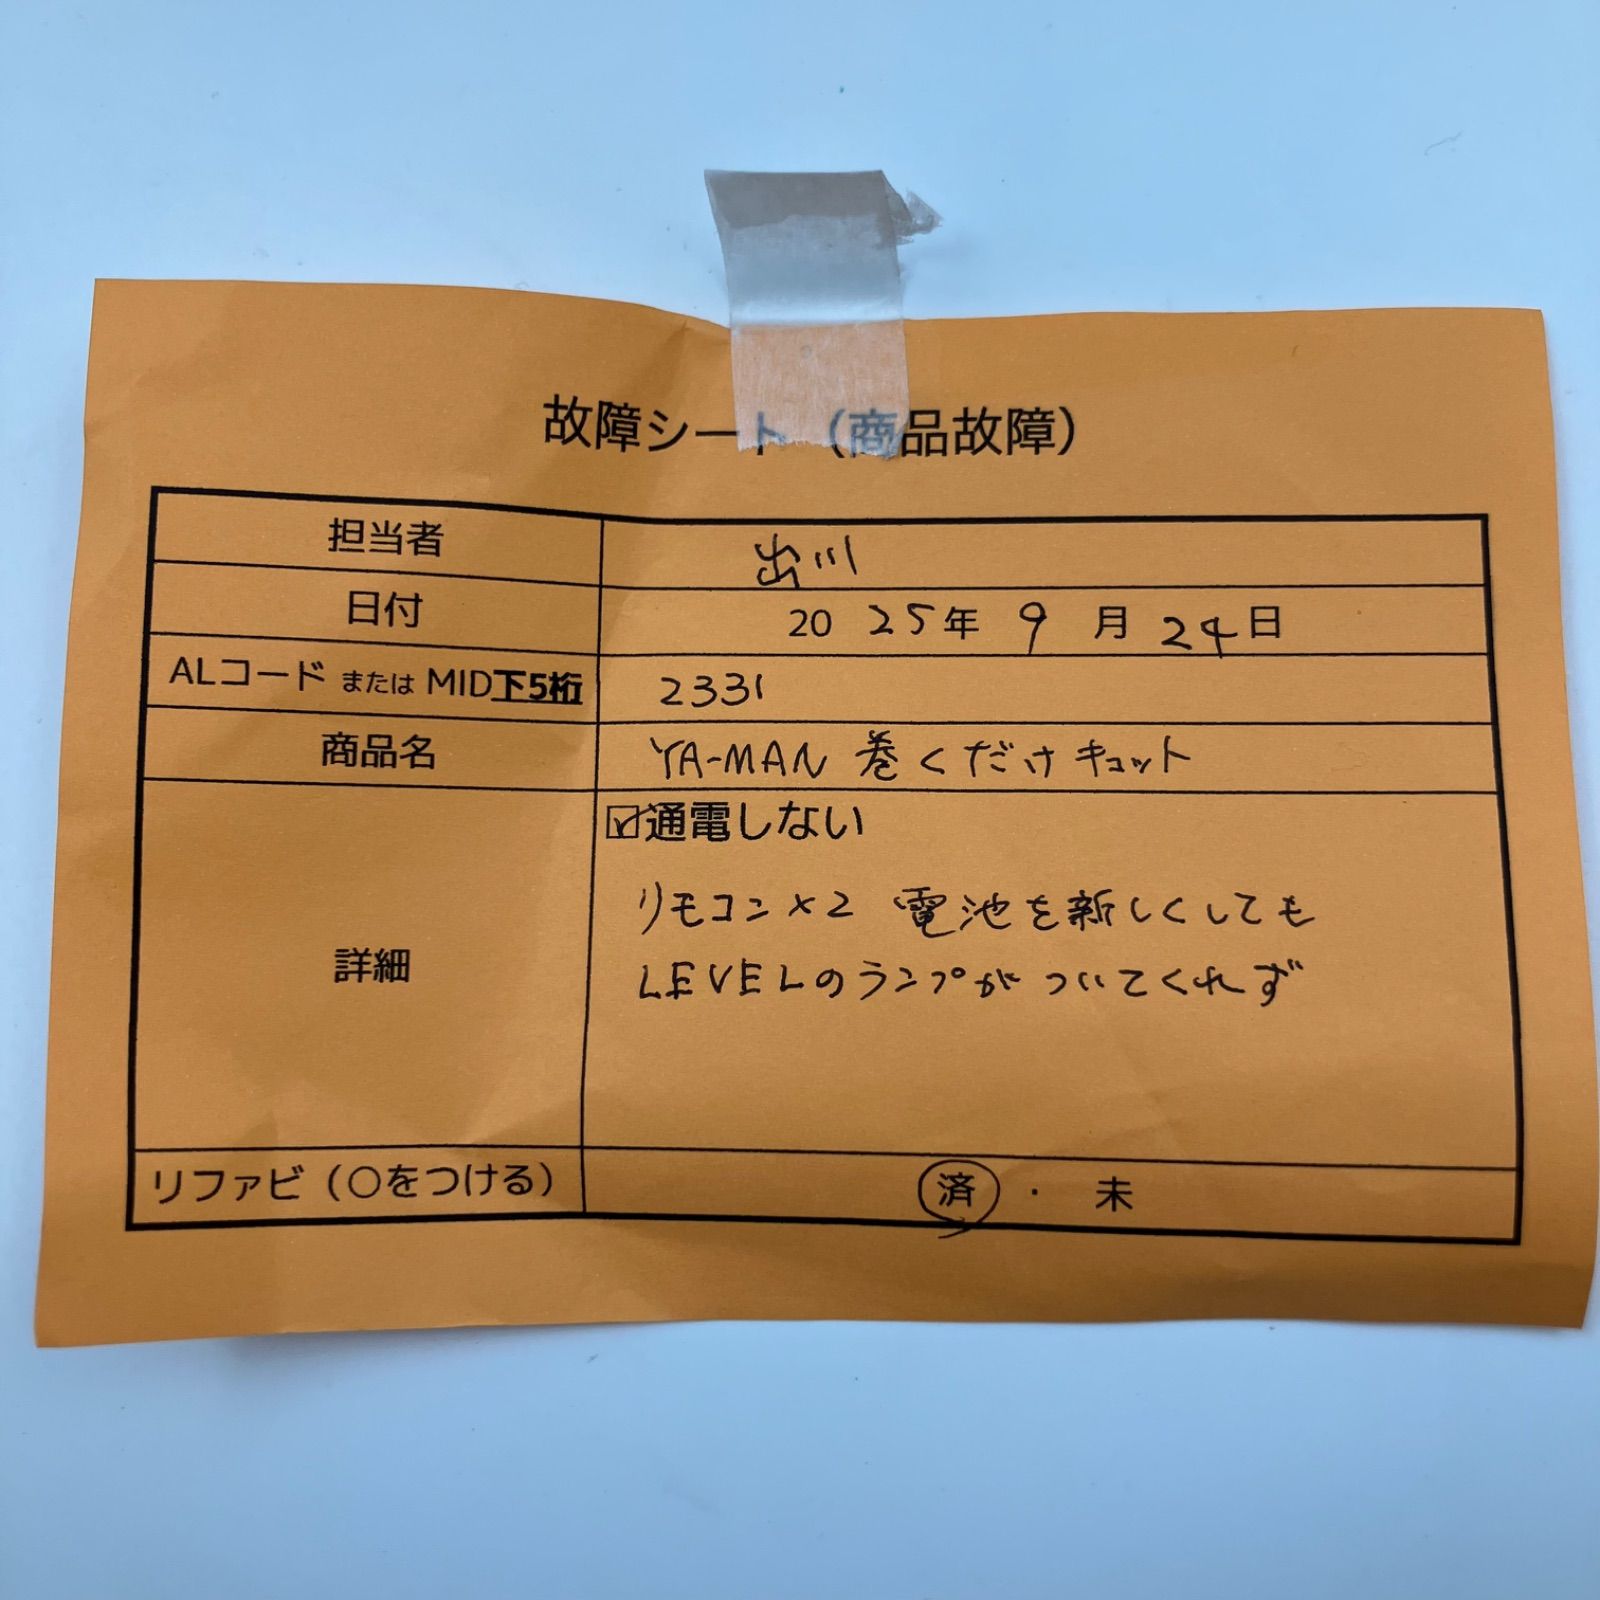 故障シート（商品故障）
担当者 出川
日付 2025年 9月 24日
ALコード または MID下5桁 2331
商品名 YA-MAN 巻くだけキュット
☑通電しない
詳細 リモコン×2 電池を新しくしても
LEVELのランプがついてくれず
リファビ（〇をつける） 済 ・ 未